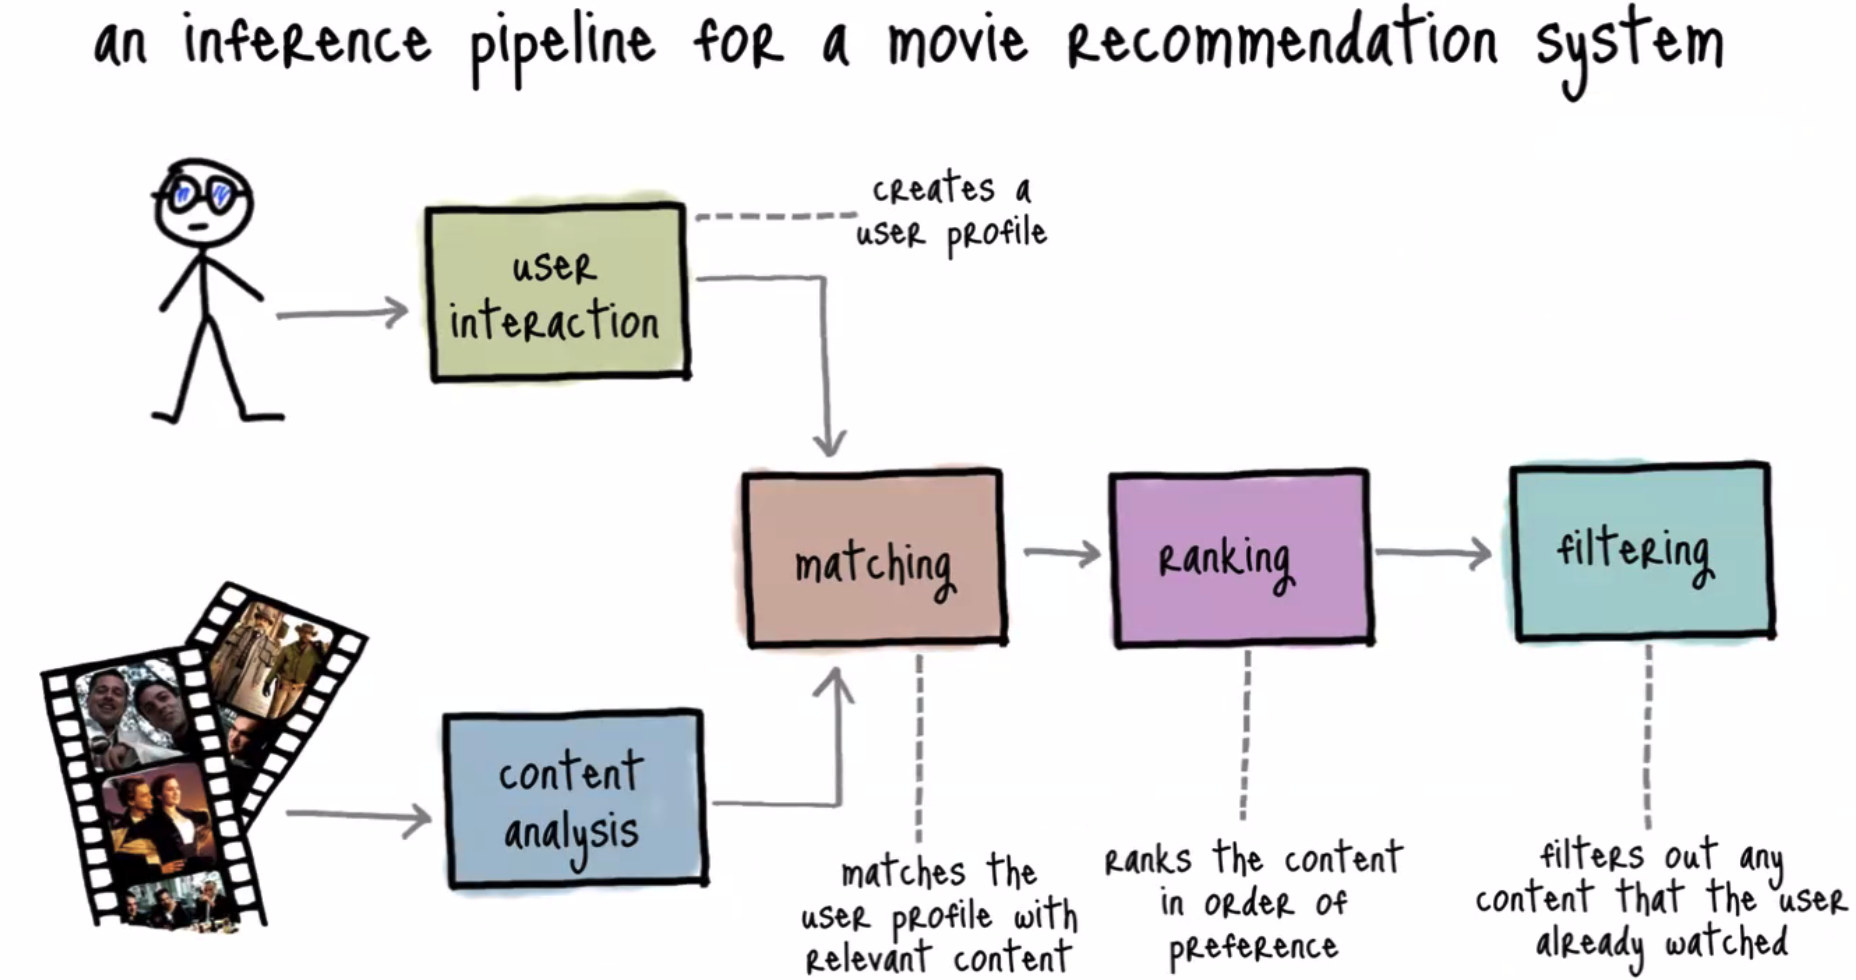 an inference pipeline for a movie recommendation system
creates a
user profile
user
interaction
matching
ranking
filtering
content
analysis
matches the
user profile with
relevant content
ranks the content
in order of
preference
filters out any
content that the user
already watched